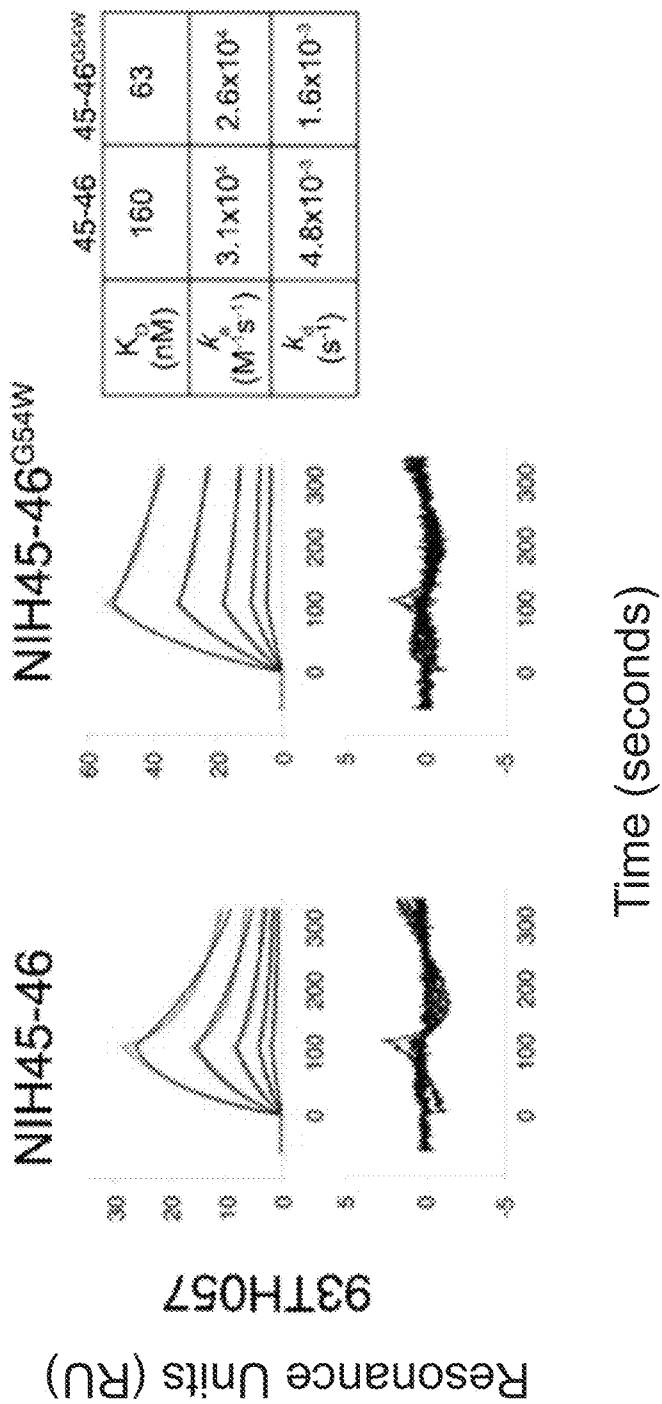 NIH45-46
NIH45-46G54W
Resonance Units (RU)
93TH057
30
20
10
0
0 100 200 300
5
0
-5
0 100 200 300
60
40
20
0
0 100 200 300
5
0
-5
0 100 200 300
Time (seconds)
45-46 45-46G54W
KD (nM) 160 63
ka (M-1s-1) 3.1x10⁴ 2.6x10⁴
kd (s-1) 4.8x10-3 1.6x10-3